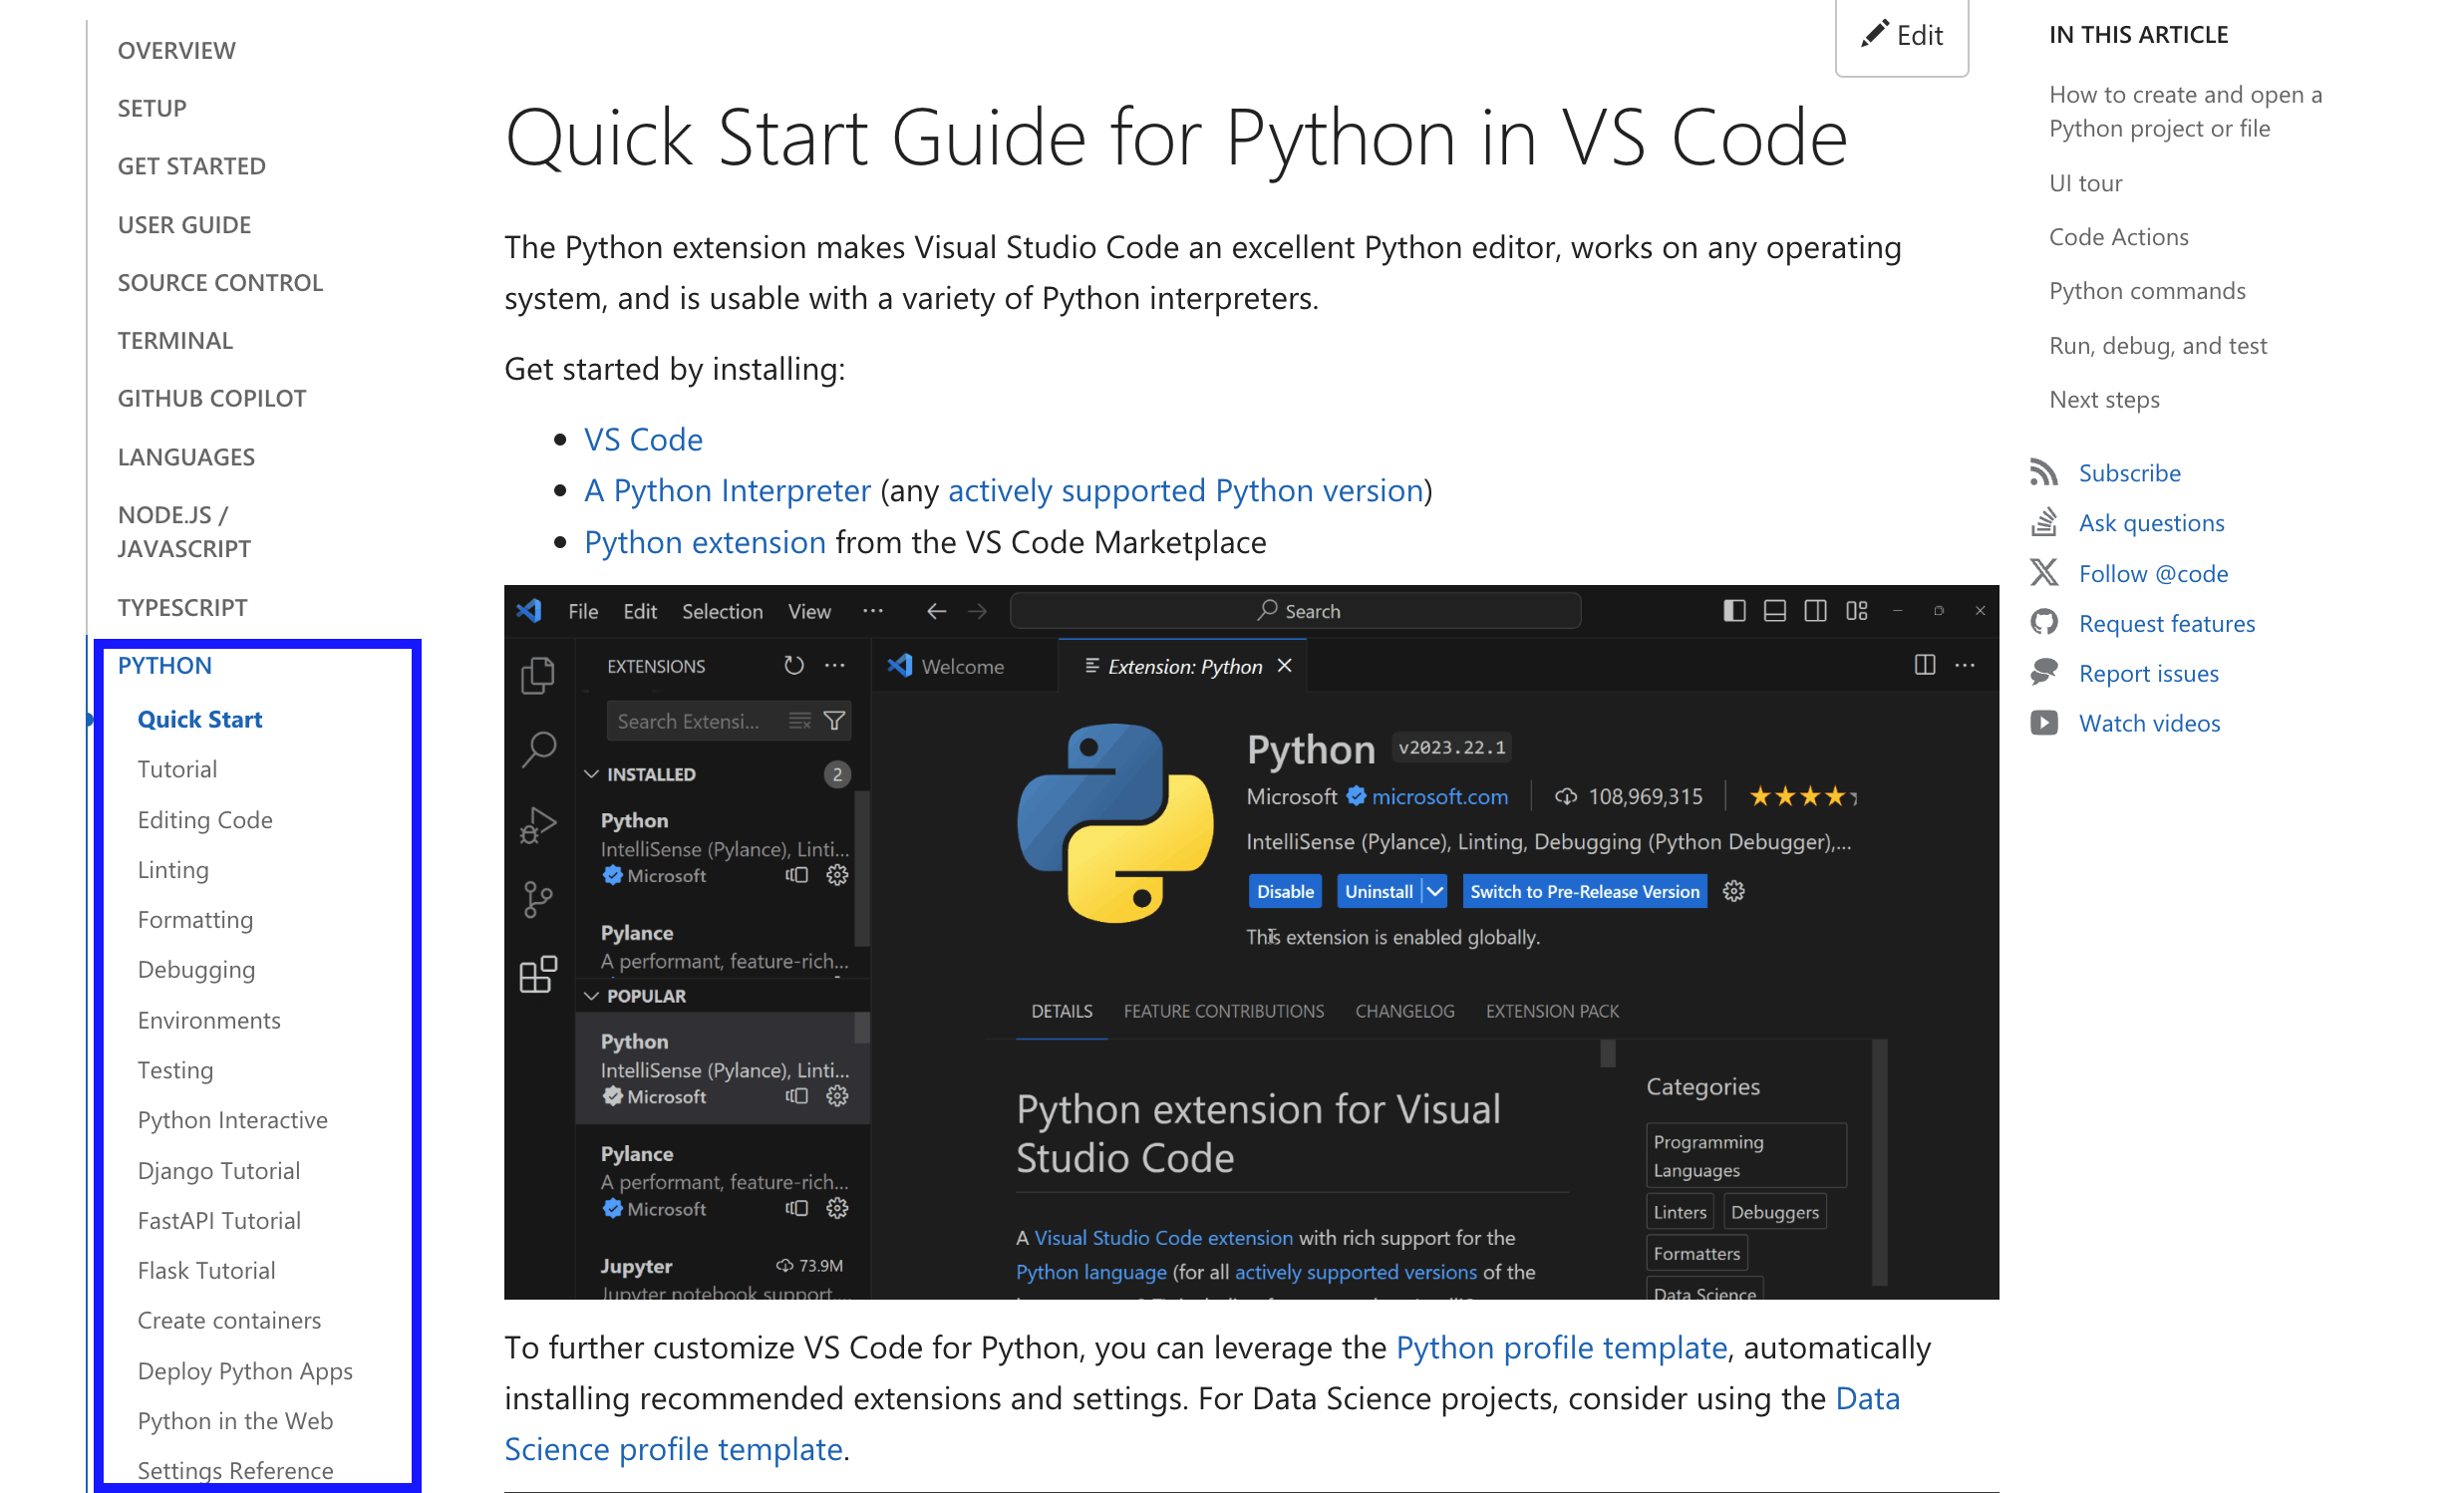 OVERVIEW
SETUP
GET STARTED
USER GUIDE
SOURCE CONTROL
TERMINAL
GITHUB COPILOT
LANGUAGES
NODE.JS /
JAVASCRIPT
TYPESCRIPT
PYTHON
Quick Start
Tutorial
Editing Code
Linting
Formatting
Debugging
Environments
Testing
Python Interactive
Django Tutorial
FastAPI Tutorial
Flask Tutorial
Create containers
Deploy Python Apps
Python in the Web
Settings Reference
Edit
Quick Start Guide for Python in VS Code
The Python extension makes Visual Studio Code an excellent Python editor, works on any operating
system, and is usable with a variety of Python interpreters.
Get started by installing:
• VS Code
• A Python Interpreter (any actively supported Python version)
• Python extension from the VS Code Marketplace
File Edit Selection View ··· Search
EXTENSIONS ···
Search Extensi...
INSTALLED 2
Python
IntelliSense (Pylance), Linti...
Microsoft
Pylance
A performant, feature-rich...
POPULAR
Python
IntelliSense (Pylance), Linti...
Microsoft
Pylance
A performant, feature-rich...
Microsoft
Jupyter 73.9M
Jupyter notebook support,...
Welcome Extension: Python ···
Python v2023.22.1
Microsoft microsoft.com 108,969,315
IntelliSense (Pylance), Linting, Debugging (Python Debugger),...
Disable Uninstall Switch to Pre-Release Version
This extension is enabled globally.
DETAILS FEATURE CONTRIBUTIONS CHANGELOG EXTENSION PACK
Python extension for Visual
Studio Code
A Visual Studio Code extension with rich support for the
Python language (for all actively supported versions of the
Categories
Programming
Languages
Linters Debuggers
Formatters
Data Science
To further customize VS Code for Python, you can leverage the Python profile template, automatically
installing recommended extensions and settings. For Data Science projects, consider using the Data
Science profile template.
IN THIS ARTICLE
How to create and open a
Python project or file
UI tour
Code Actions
Python commands
Run, debug, and test
Next steps
Subscribe
Ask questions
Follow @code
Request features
Report issues
Watch videos